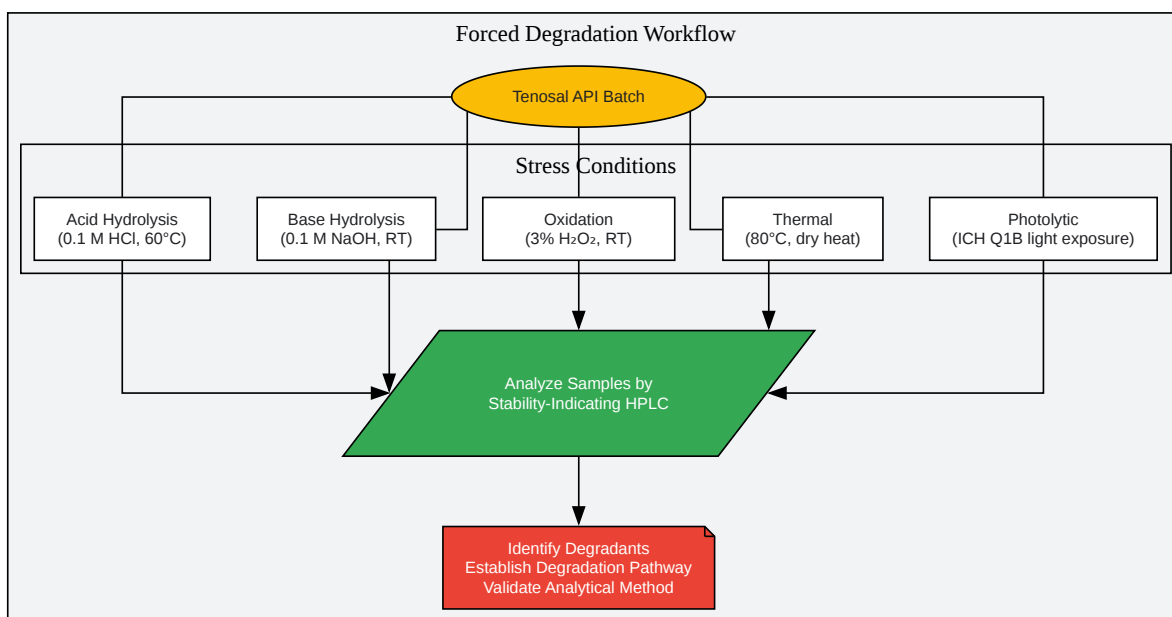 Forced Degradation Workflow
Tenosal API Batch
Stress Conditions
Acid Hydrolysis
(0.1 M HCl, 60°C)
Base Hydrolysis
(0.1 M NaOH, RT)
Oxidation
(3% H₂O₂, RT)
Thermal
(80°C, dry heat)
Photolytic
(ICH Q1B light exposure)
Analyze Samples by
Stability-Indicating HPLC
Identify Degradants
Establish Degradation Pathway
Validate Analytical Method